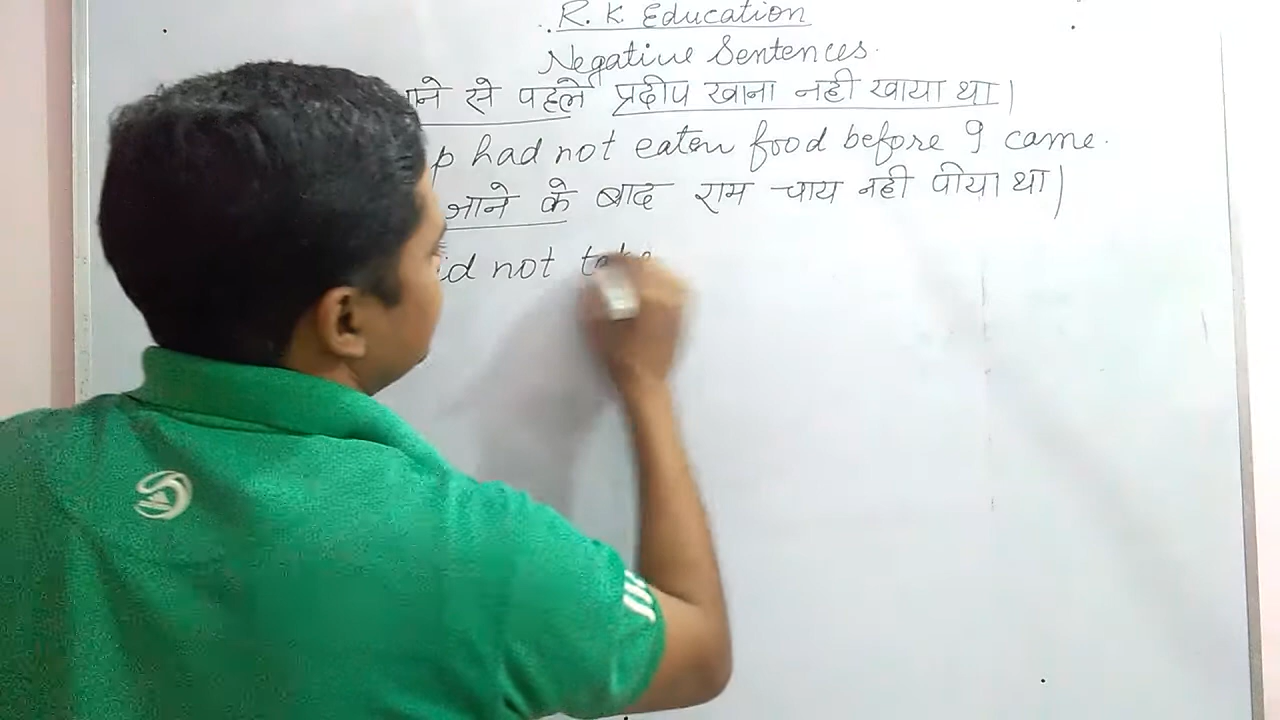 R. K. Education
Negative Sentences.
से पहले प्रदीप खाना नही खाया था।
had not eaten food before I came.
आने के बाद राम चाय नही पीया था।
not